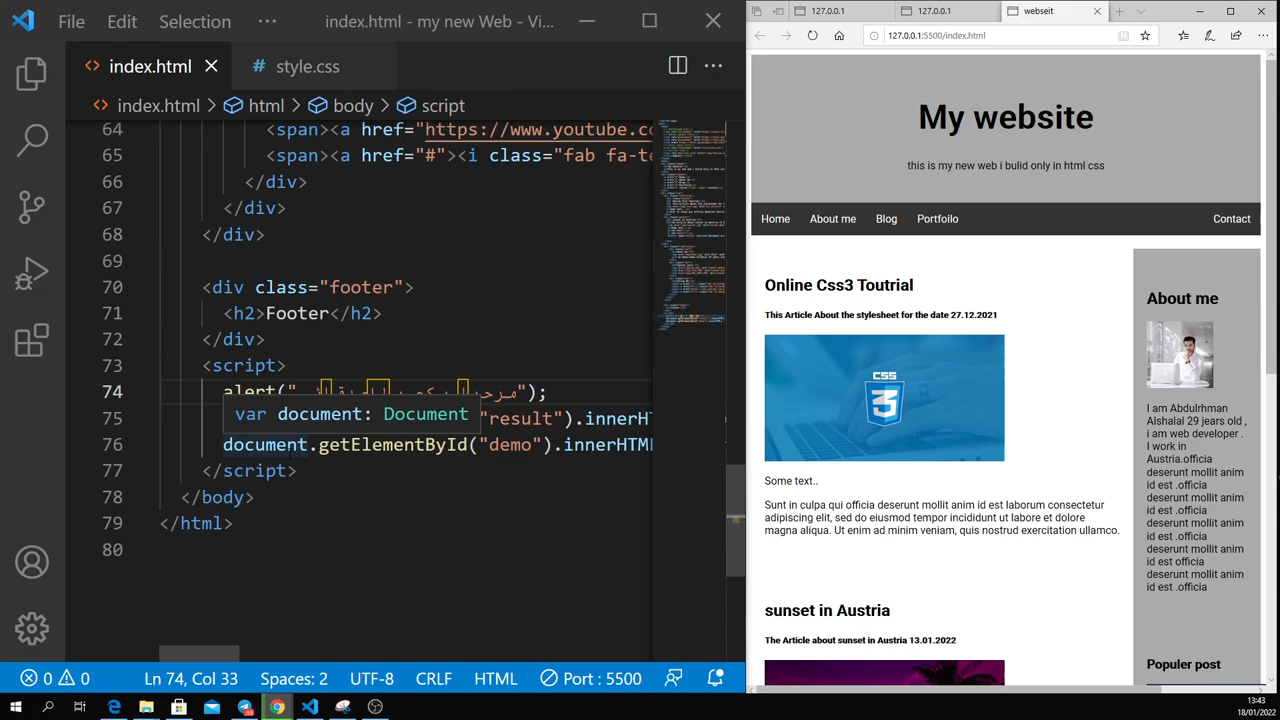 File Edit Selection ··· index.html - my new Web - Vi...
index.html
# style.css
index.html > html > body > script
64 <span><a href="https://www.youtube.co
65 <span><a href="#"><i class="fab fa-te
66 </div>
67 </div>
68 </div>
69
70 <div class="footer">
71 <h2>Footer</h2>
72 </div>
73 <script>
74 alert("
");
var document: Document
75 "result").innerHT
76 document.getElementById("demo").innerHTML
77 </script>
78 </body>
79 </html>
80
0 0 Ln 74, Col 33 Spaces: 2 UTF-8 CRLF HTML Port : 5500
127.0.0.1 127.0.0.1 webseit
127.0.0.1:5500/index.html
My website
this is my new web i bulid only in html css
Home About me Blog Portfoilo Contact
Online Css3 Toutrial
This Article About the stylesheet for the date 27.12.2021
CSS
3
Some text..
Sunt in culpa qui officia deserunt mollit anim id est laborum consectetur
adipiscing elit, sed do eiusmod tempor incididunt ut labore et dolore
magna aliqua. Ut enim ad minim veniam, quis nostrud exercitation ullamco.
sunset in Austria
The Article about sunset in Austria 13.01.2022
About me
I am Abdulrhman
Alshalal 29 jears old ,
i am web developer .
I work in
Austria.officia
deserunt mollit anim
id est .officia
deserunt mollit anim
id est .officia
deserunt mollit anim
id est .officia
deserunt mollit anim
id est officia
deserunt mollit anim
id est .officia
Populer post
13:43
18/01/2022